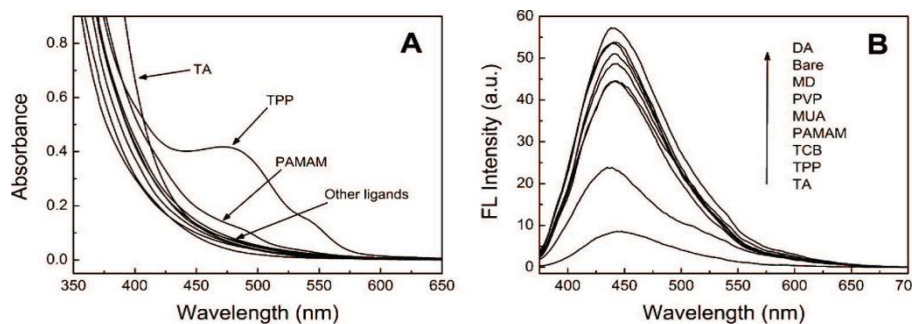 A
TA
TPP
PAMAM
Other ligands
Absorbance
0.8
0.6
0.4
0.2
0.0
350 400 450 500 550 600 650
Wavelength (nm)
B
DA
Bare
MD
PVP
MUA
PAMAM
TCB
TPP
TA
FL Intensity (a.u.)
60
50
40
30
20
10
0
400 450 500 550 600 650 70
Wavelength (nm)